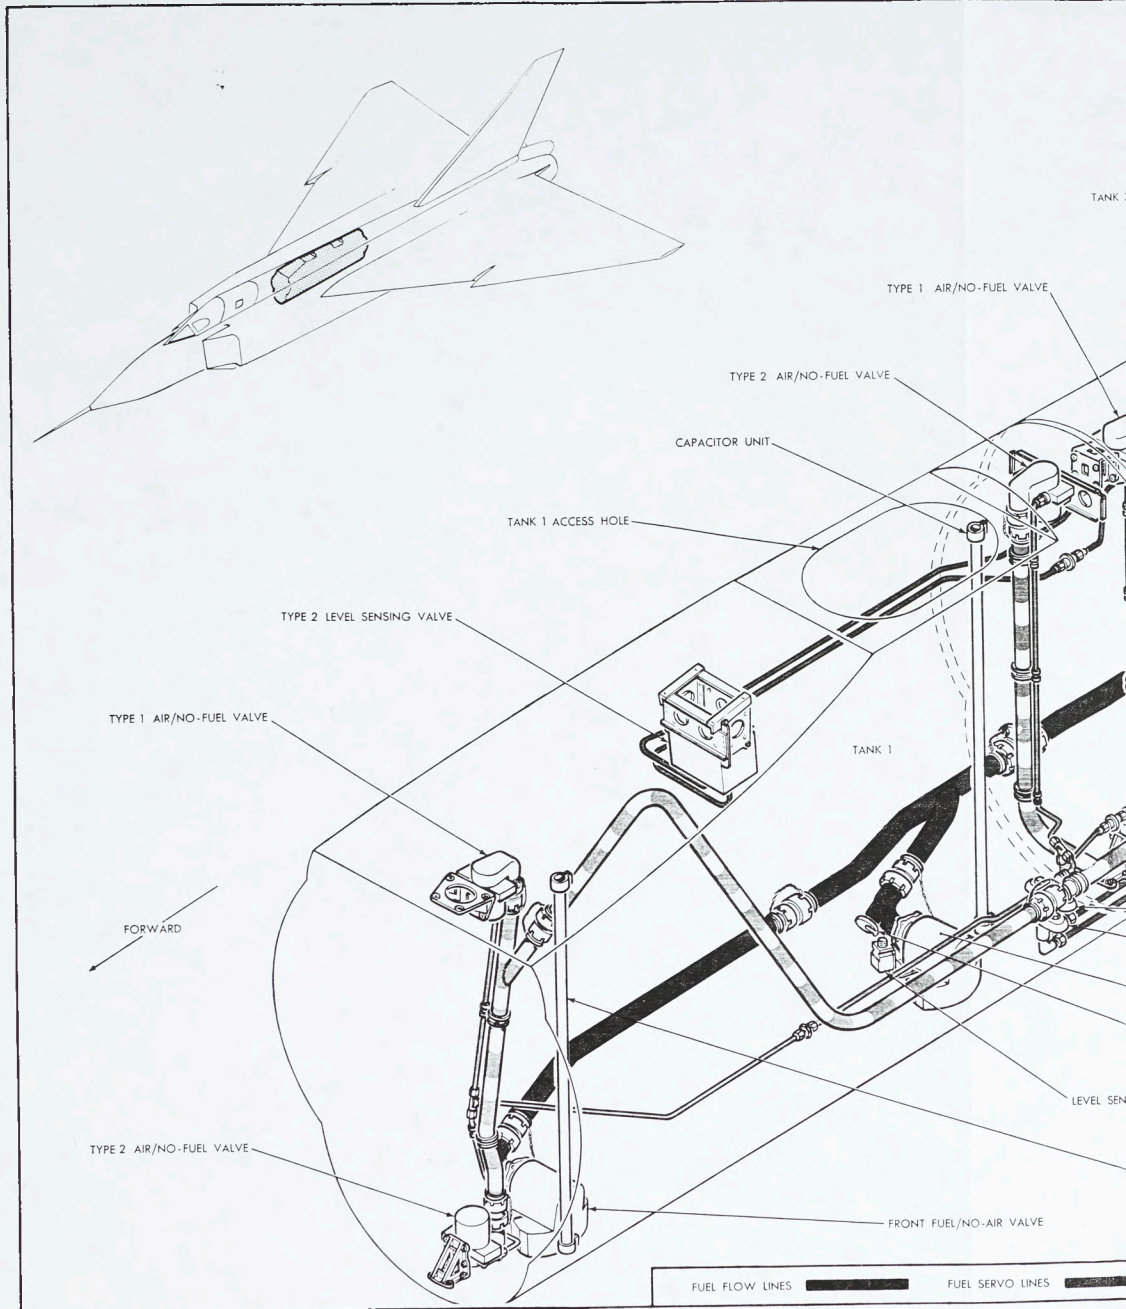 TANK
TYPE 1 AIR/NO-FUEL VALVE
TYPE 2 AIR/NO-FUEL VALVE
CAPACITOR UNIT
TANK 1 ACCESS HOLE
TYPE 2 LEVEL SENSING VALVE
TYPE 1 AIR/NO-FUEL VALVE
TANK 1
FORWARD
LEVEL SEN
TYPE 2 AIR/NO-FUEL VALVE
FRONT FUEL/NO-AIR VALVE
FUEL FLOW LINES
FUEL SERVO LINES